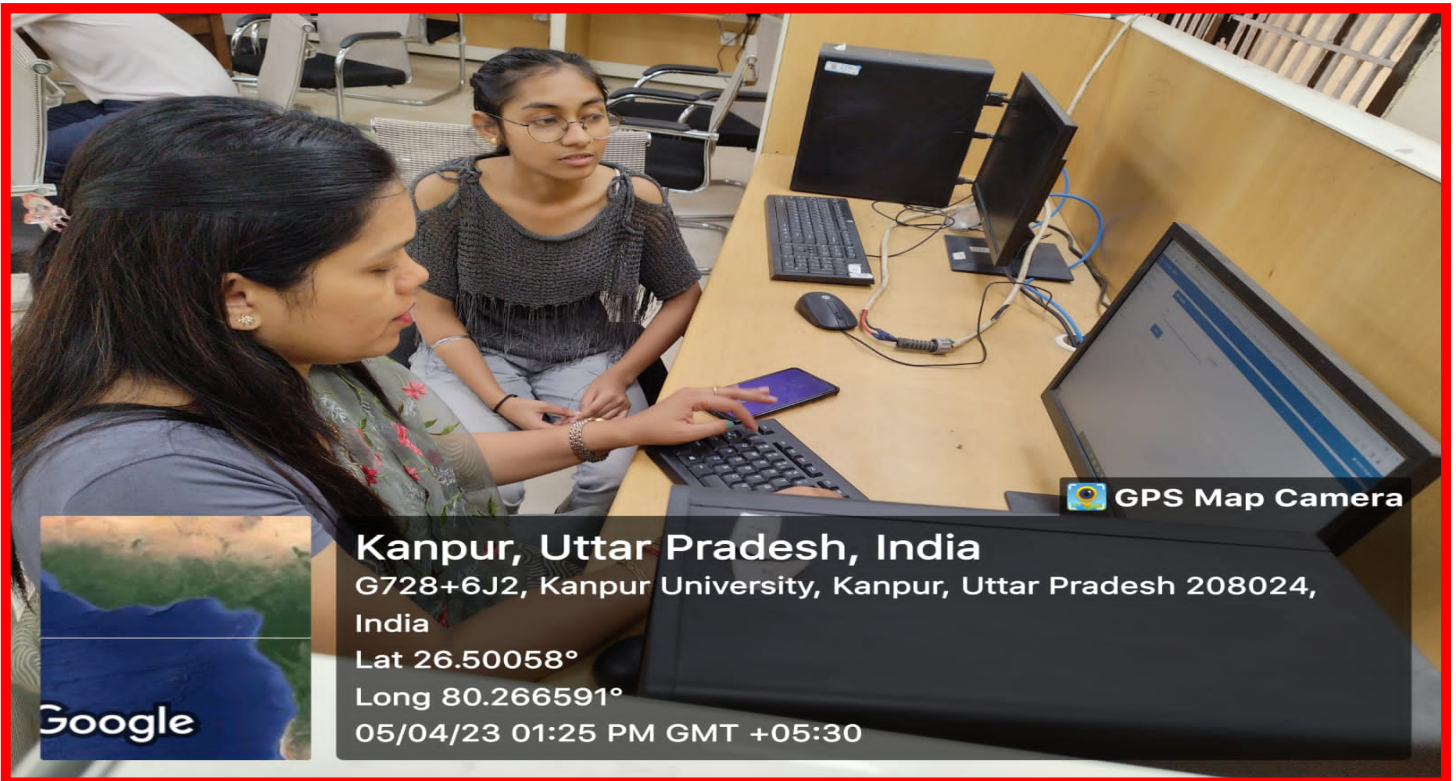 GPS Map Camera
Kanpur, Uttar Pradesh, India
G728+6J2, Kanpur University, Kanpur, Uttar Pradesh 208024,
India
Lat 26.50058°
Long 80.266591°
05/04/23 01:25 PM GMT +05:30
Google